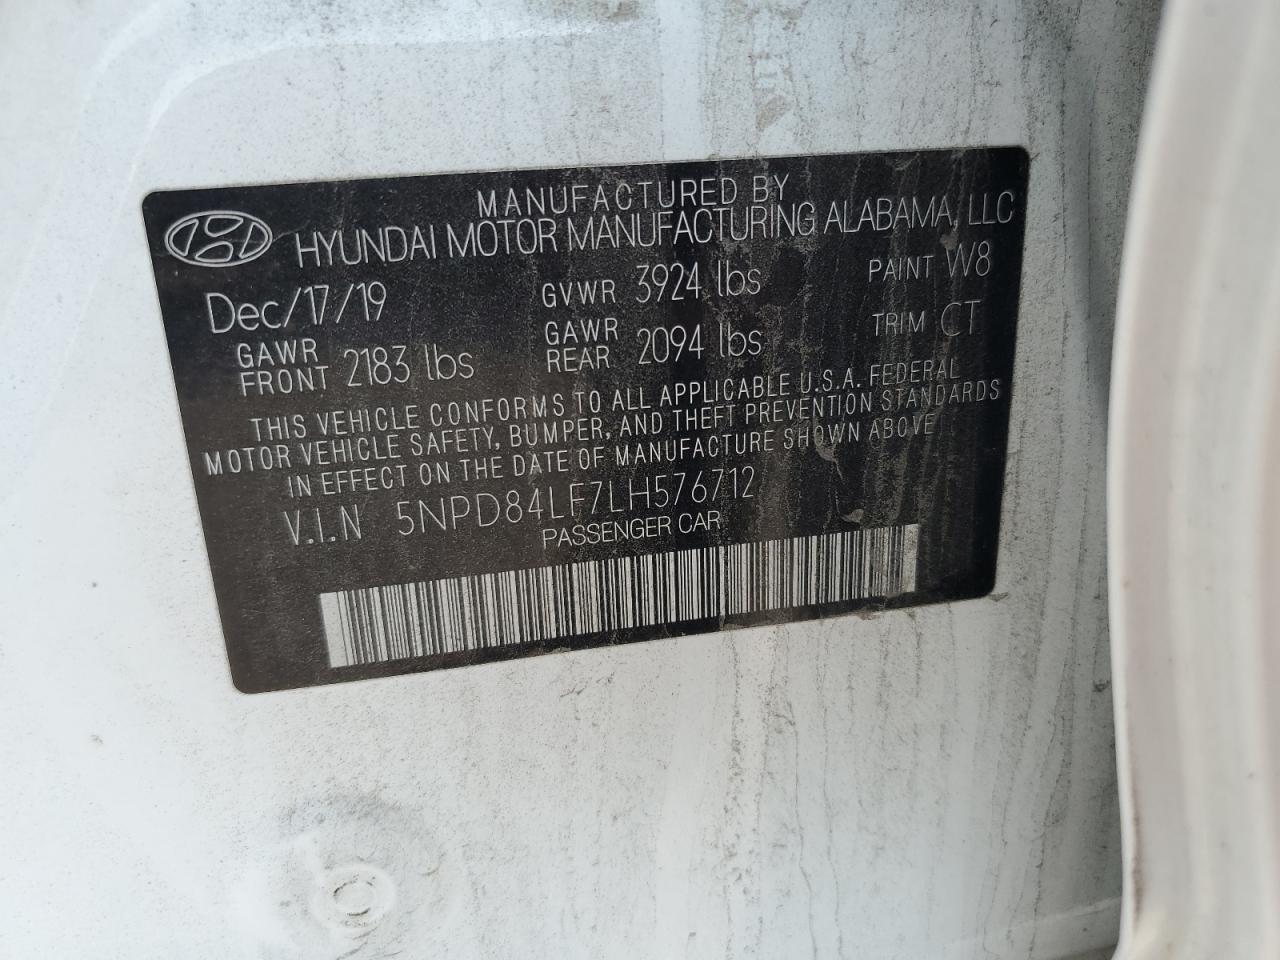 MANUFACTURED BY
HYUNDAI MOTOR MANUFACTURING ALABAMA, LLC
Dec/17/19 GVWR 3924 lbs PAINT W8
GAWR FRONT 2183 lbs GAWR REAR 2094 lbs TRIM CT
THIS VEHICLE CONFORMS TO ALL APPLICABLE U.S.A. FEDERAL
MOTOR VEHICLE SAFETY, BUMPER, AND THEFT PREVENTION STANDARDS
IN EFFECT ON THE DATE OF MANUFACTURE SHOWN ABOVE
V.I.N 5NPD84LF7LH576712
PASSENGER CAR